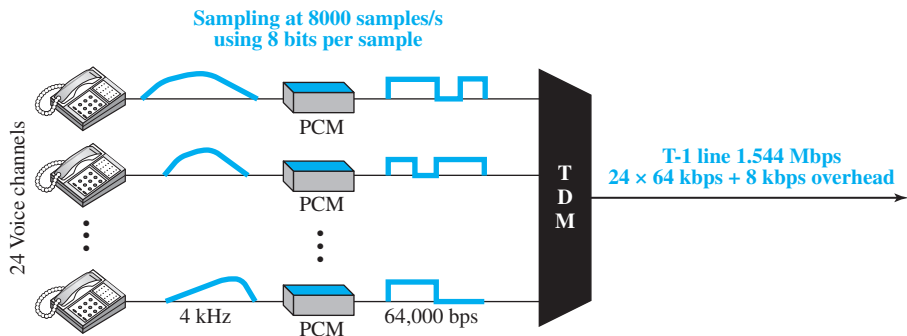 Sampling at 8000 samples/s
using 8 bits per sample
24 Voice channels
PCM
PCM
PCM
4 kHz
64,000 bps
T
D
M
T-1 line 1.544 Mbps
24 × 64 kbps + 8 kbps overhead